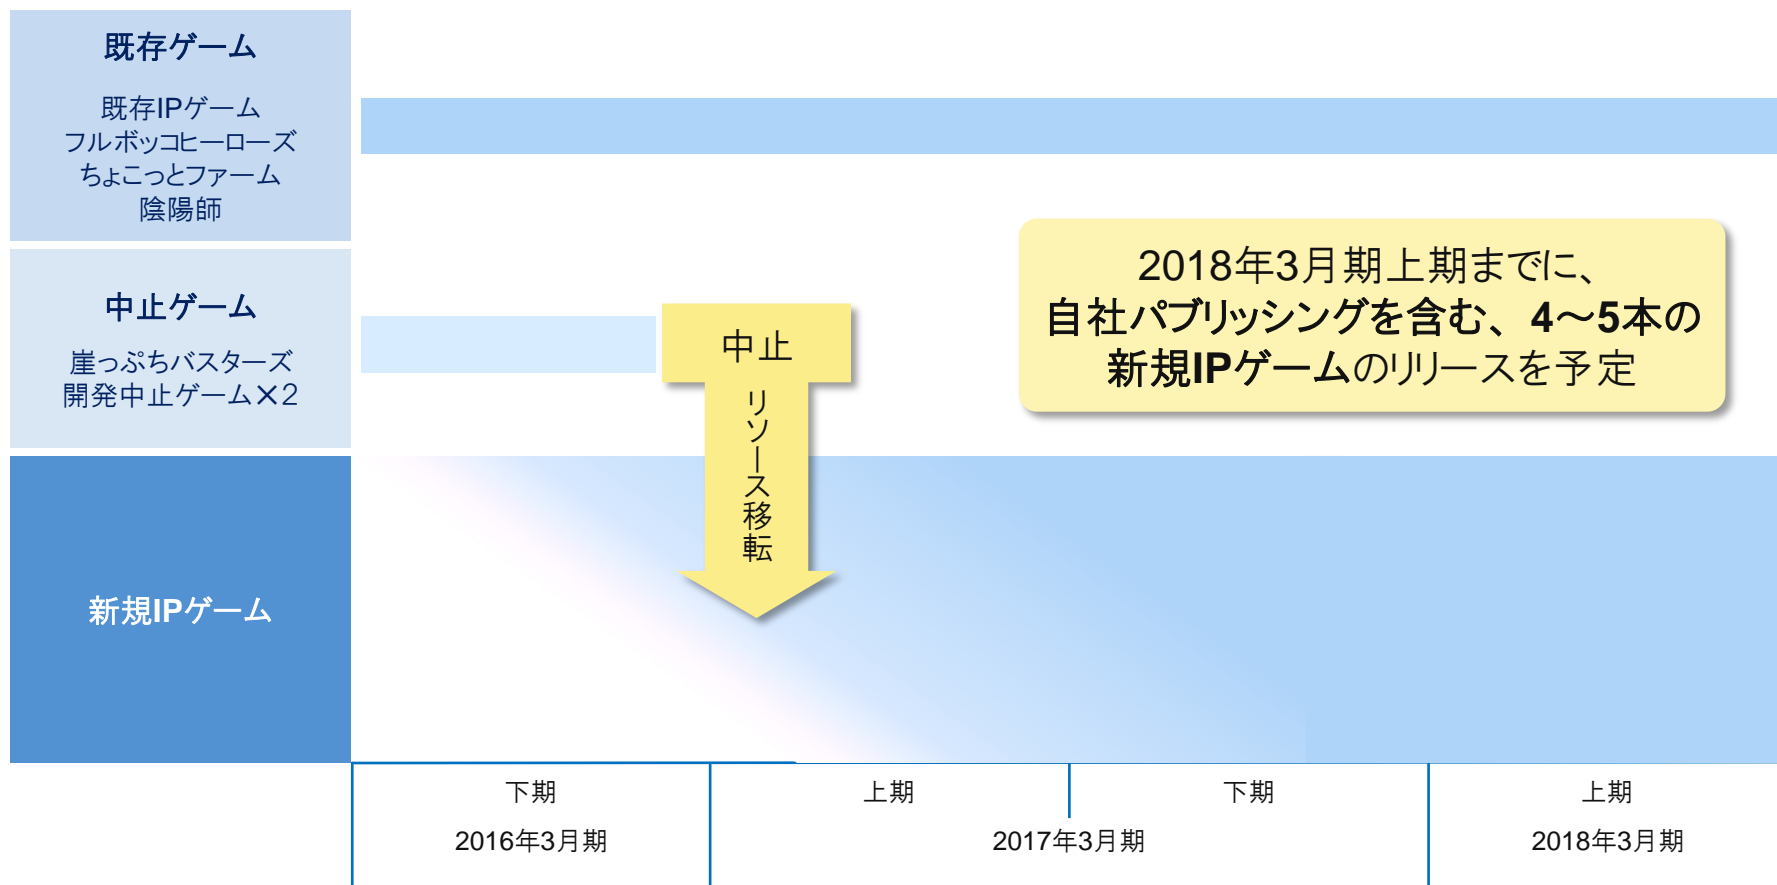 既存ゲーム
既存IPゲーム
フルボッコヒーローズ
ちょこっとファーム
陰陽師
中止ゲーム
崖っぷちバスターズ
開発中止ゲーム×2
新規IPゲーム
中止
リソース移転
2018年3月期上期までに、
自社パブリッシングを含む、4～5本の
新規IPゲームのリリースを予定
下期
上期
下期
上期
2016年3月期
2017年3月期
2018年3月期